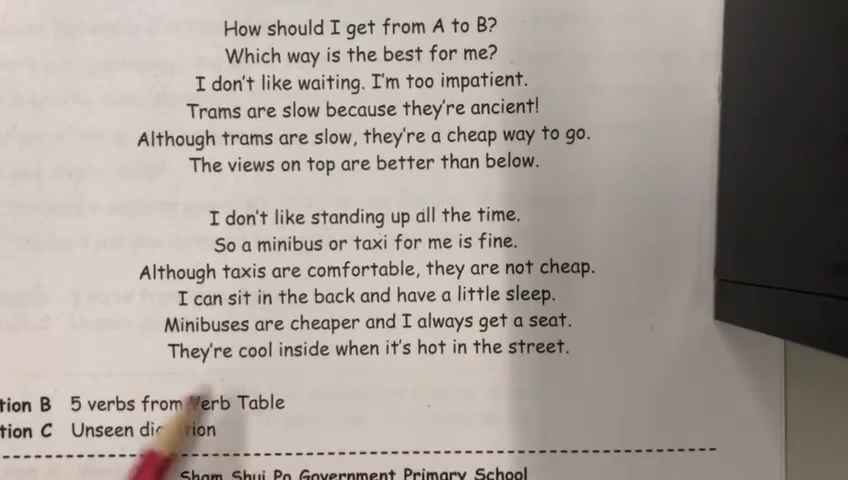 How should I get from A to B?
Which way is the best for me?
I don't like waiting. I'm too impatient.
Trams are slow because they're ancient!
Although trams are slow, they're a cheap way to go.
The views on top are better than below.
I don't like standing up all the time.
So a minibus or taxi for me is fine.
Although taxis are comfortable, they are not cheap.
I can sit in the back and have a little sleep.
Minibuses are cheaper and I always get a seat.
They're cool inside when it's hot in the street.
tion B 5 verbs from Verb Table
tion C Unseen
Sham Shui Po Government Primary School